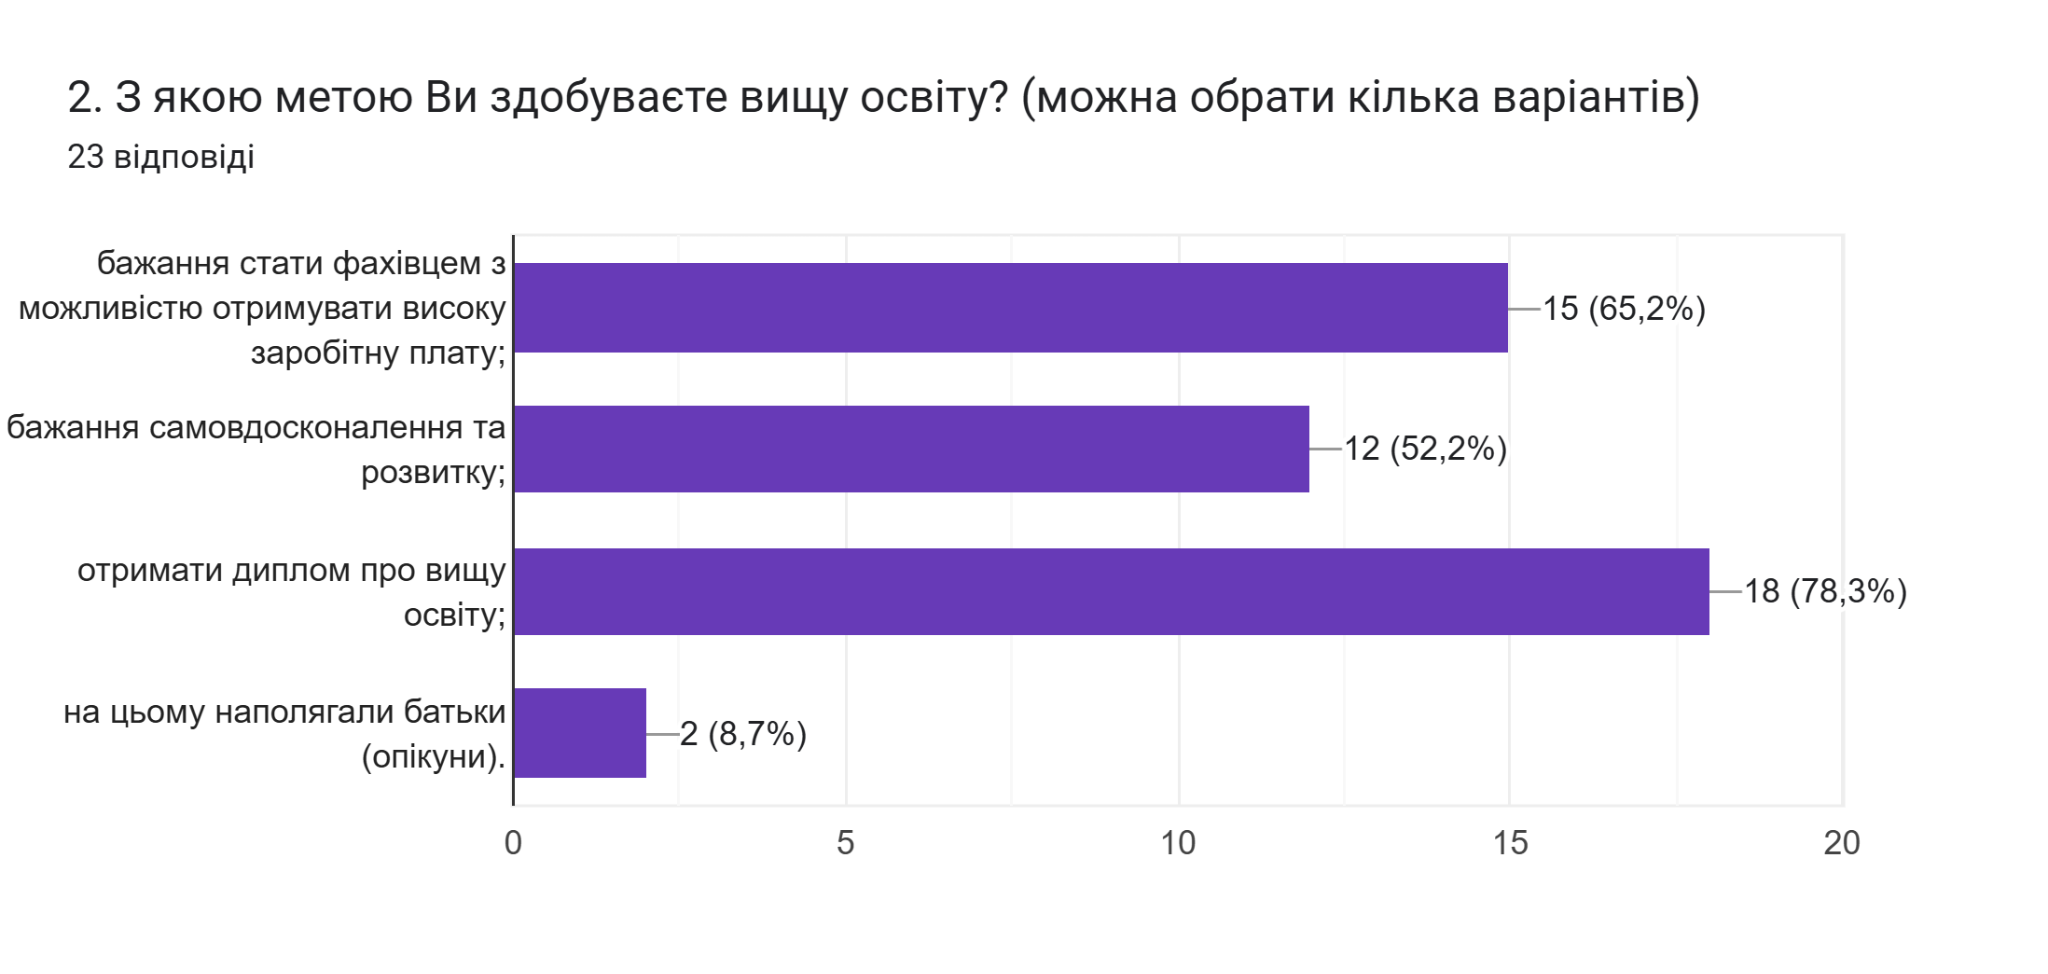 2. З якою метою Ви здобуваєте вищу освіту? (можна обрати кілька варіантів)
23 відповіді
бажання стати фахівцем з
можливістю отримувати високу
заробітну плату;
15 (65,2%)
бажання самовдосконалення та
розвитку;
12 (52,2%)
отримати диплом про вищу
освіту;
18 (78,3%)
на цьому наполягали батьки
(опікуни).
2 (8,7%)
0 5 10 15 20